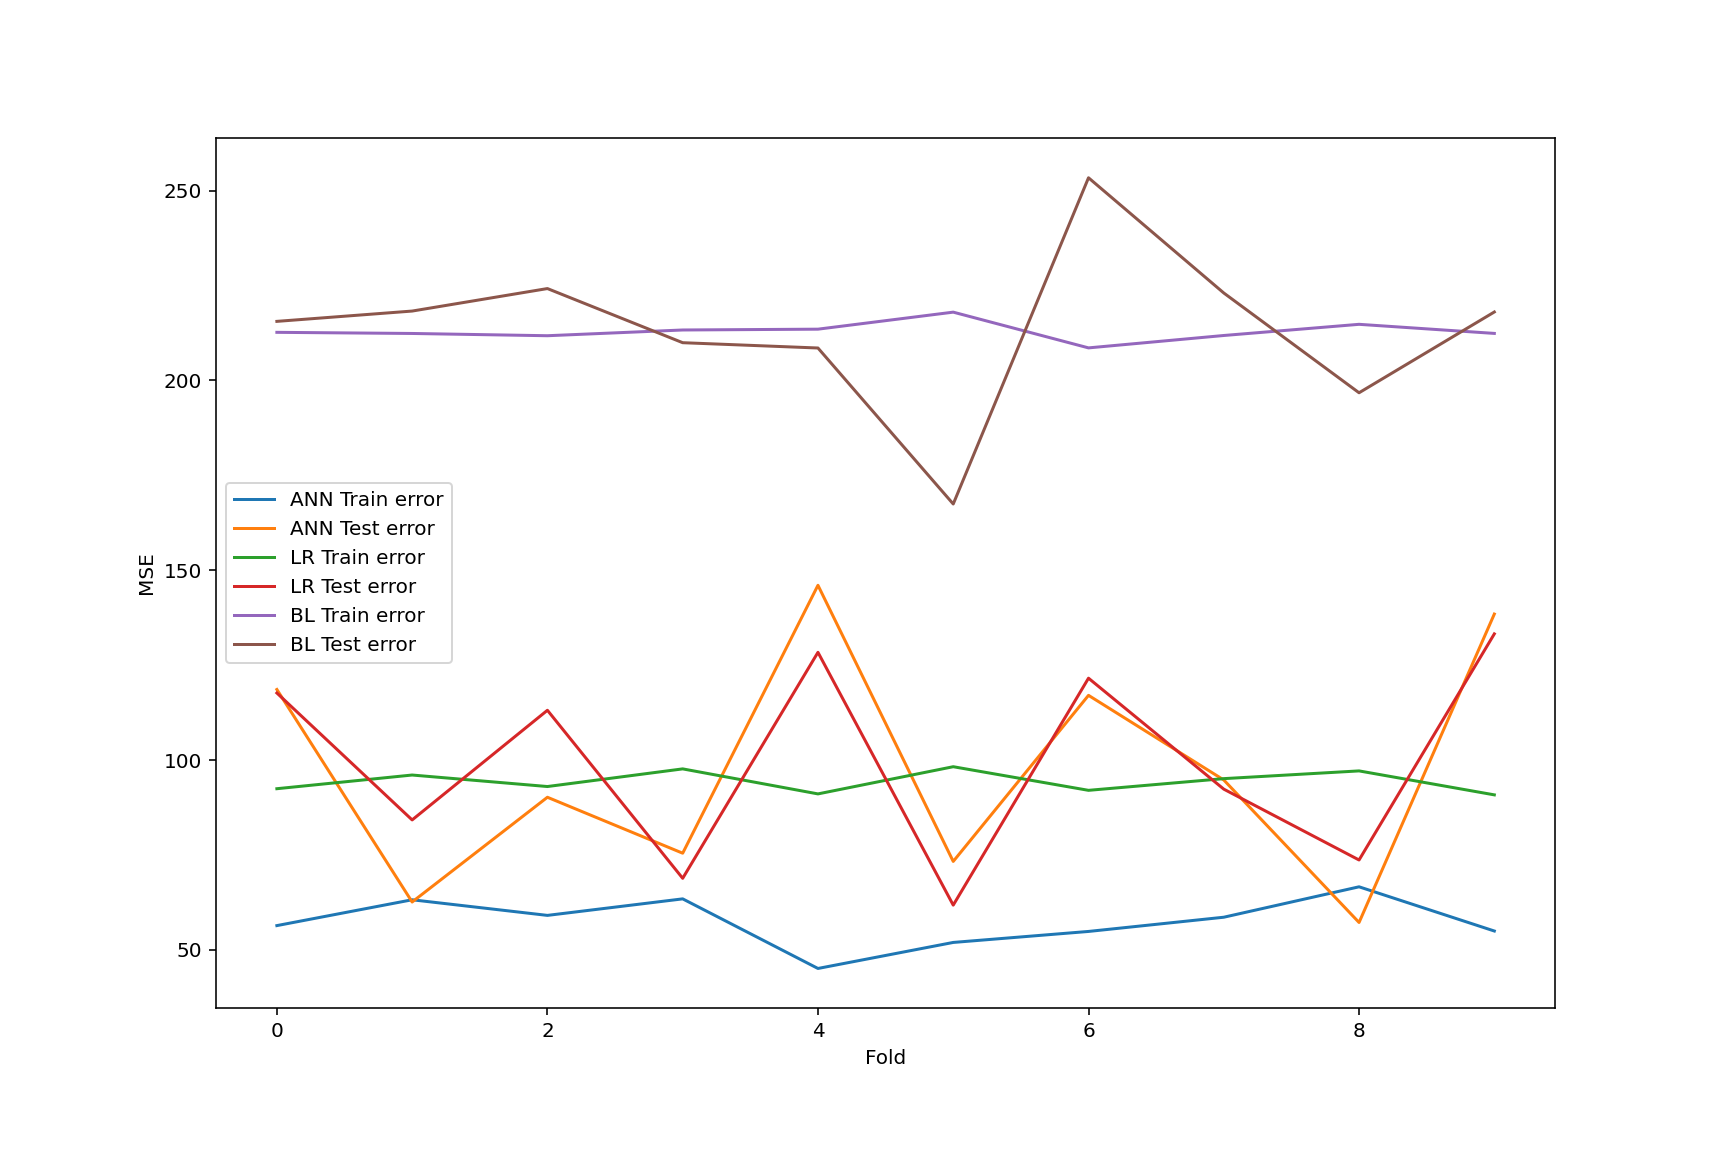 250
200
150
100
50
MSE
ANN Train error
ANN Test error
LR Train error
LR Test error
BL Train error
BL Test error
0 2 4 6 8
Fold